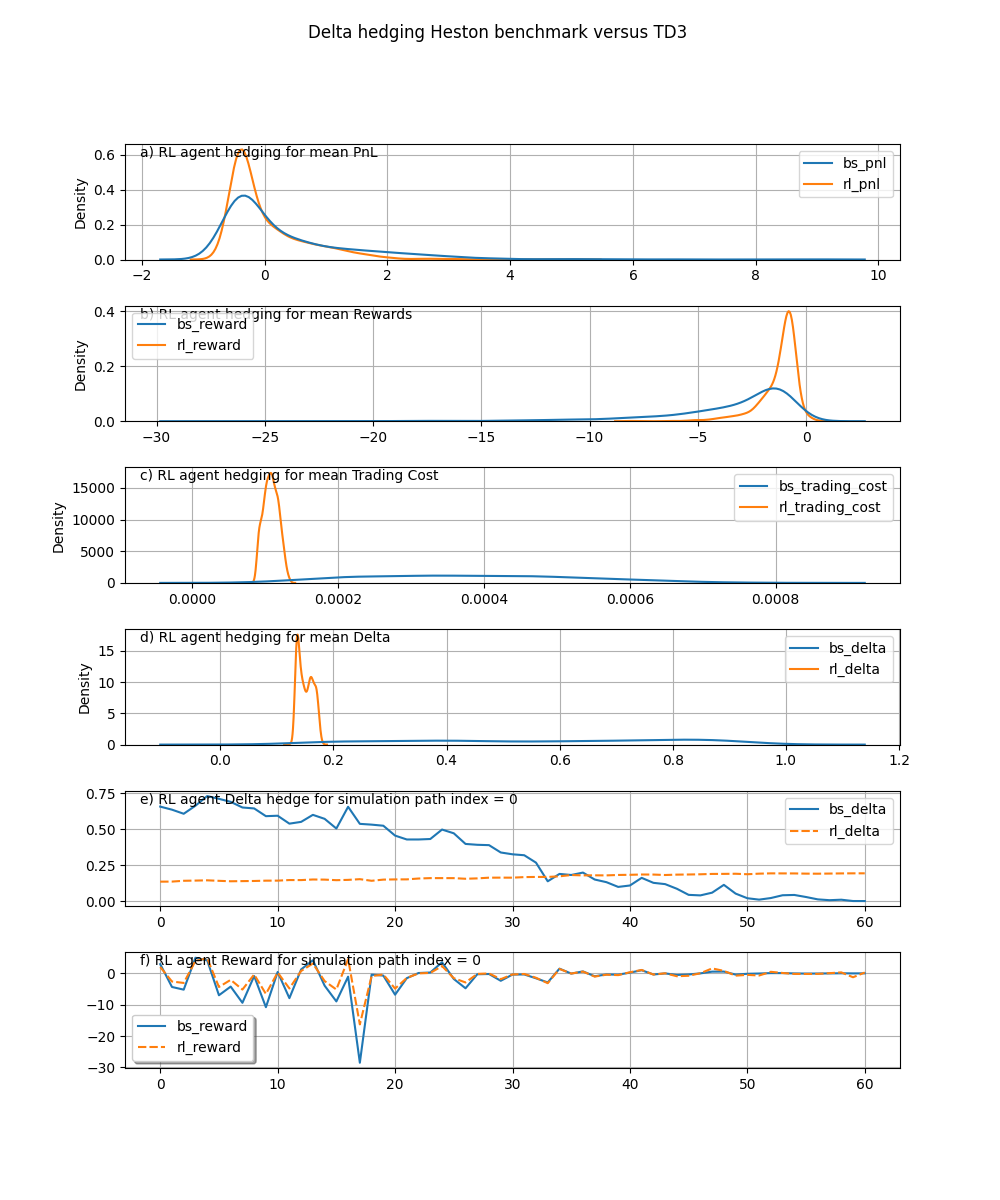 Delta hedging Heston benchmark versus TD3
a) RL agent hedging for mean PnL
bs_pnl
rl_pnl
Density
0.6
0.4
0.2
0.0
−2 0 2 4 6 8 10
b) RL agent hedging for mean Rewards
bs_reward
rl_reward
Density
0.4
0.2
0.0
−30 −25 −20 −15 −10 −5 0
c) RL agent hedging for mean Trading Cost
bs_trading_cost
rl_trading_cost
Density
15000
10000
5000
0
0.0000 0.0002 0.0004 0.0006 0.0008
d) RL agent hedging for mean Delta
bs_delta
rl_delta
Density
15
10
5
0
0.0 0.2 0.4 0.6 0.8 1.0 1.2
e) RL agent Delta hedge for simulation path index = 0
bs_delta
rl_delta
0.75
0.50
0.25
0.00
0 10 20 30 40 50 60
f) RL agent Reward for simulation path index = 0
bs_reward
rl_reward
0
−10
−20
−30
0 10 20 30 40 50 60